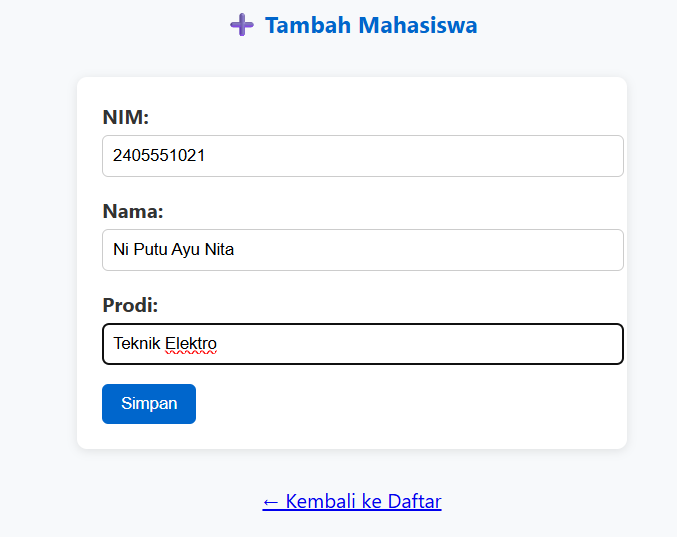 ➕ Tambah Mahasiswa
NIM:
2405551021
Nama:
Ni Putu Ayu Nita
Prodi:
Teknik Elektro
Simpan
← Kembali ke Daftar